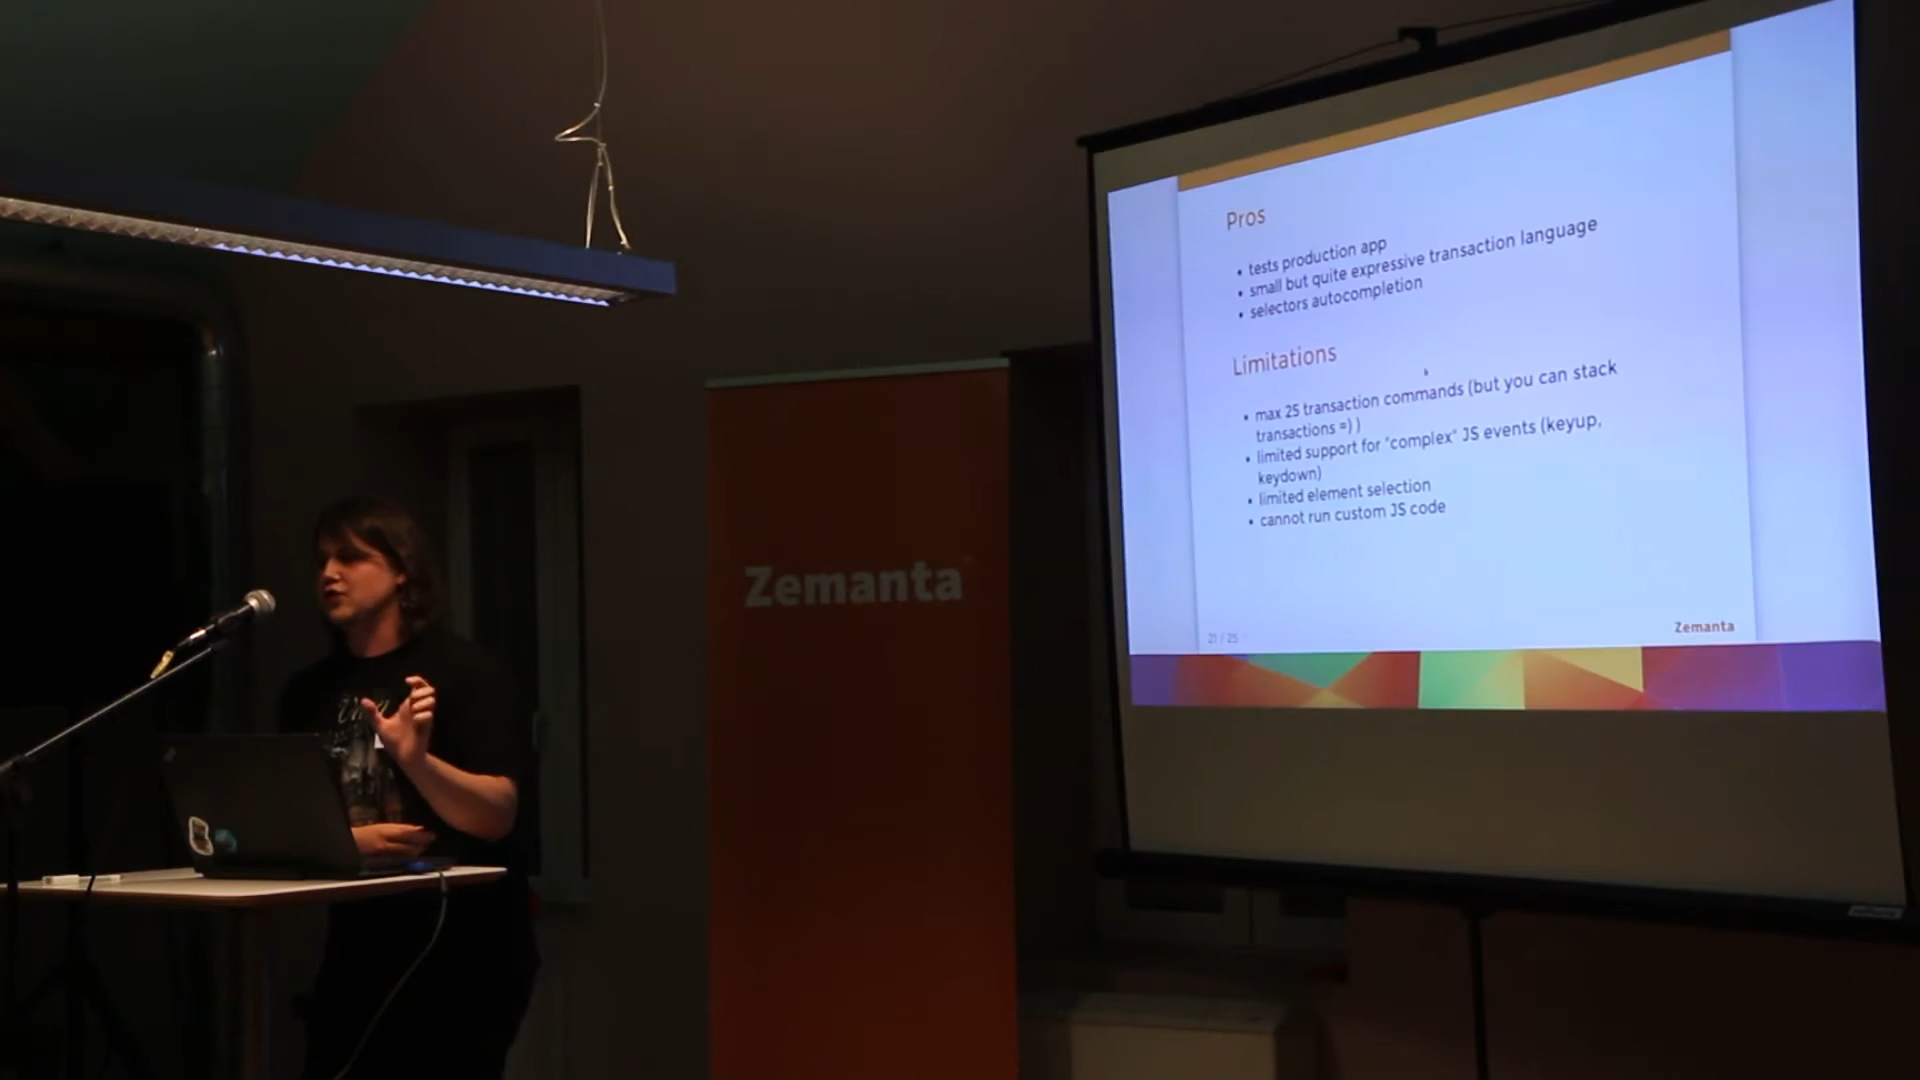 Pros
• tests production app
• small but quite expressive transaction language
• selectors autocompletion
Limitations
• max 25 transaction commands (but you can stack
transactions =) )
• limited support for "complex" JS events (keyup,
keydown)
• limited element selection
• cannot run custom JS code
21 / 25
Zemanta
Zemanta